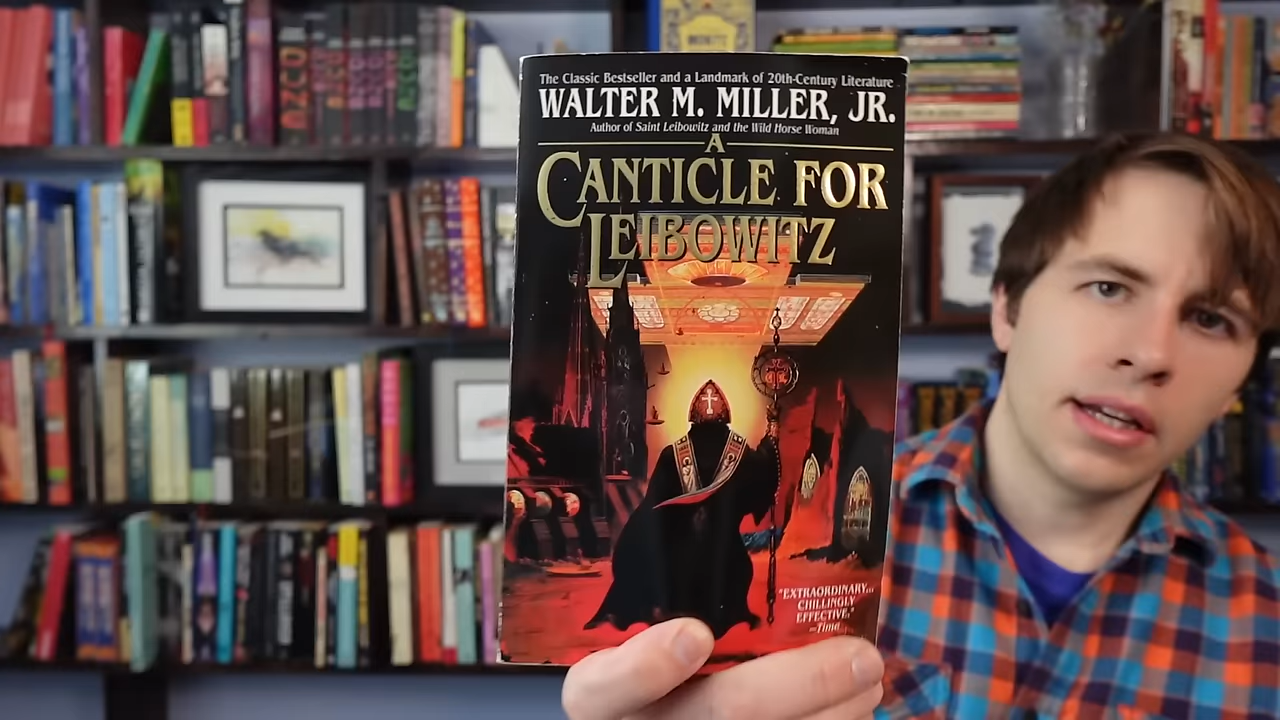 The Classic Bestseller and a Landmark of 20th-Century Literature
WALTER M. MILLER, JR.
Author of Saint Leibowitz and the Wild Horse Woman
A
CANTICLE FOR
LEIBOWITZ
"EXTRAORDINARY...
CHILLINGLY
EFFECTIVE."
—Time